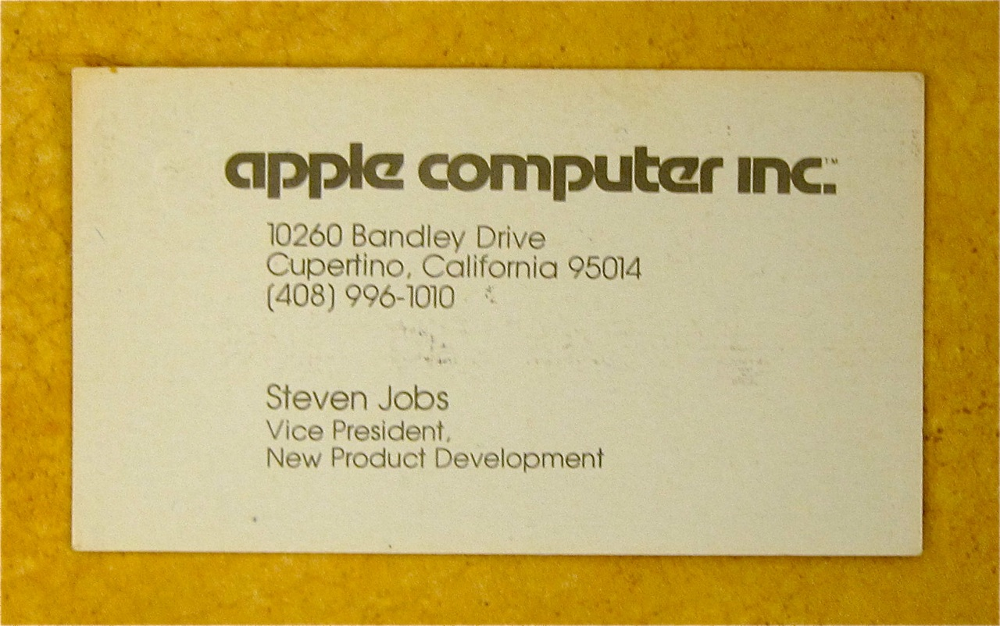 apple computer inc.™
10260 Bandley Drive
Cupertino, California 95014
(408) 996-1010
Steven Jobs
Vice President,
New Product Development